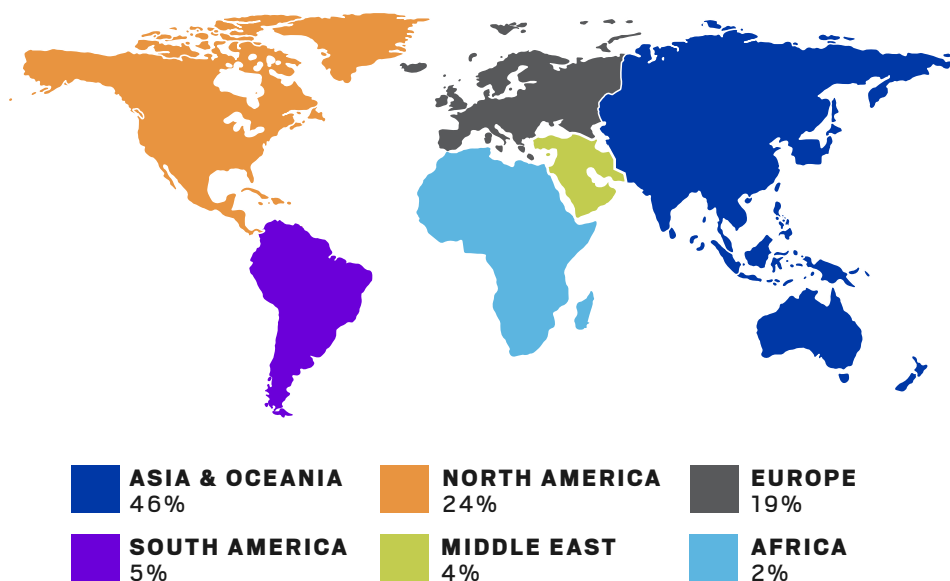 ASIA & OCEANIA
46%
NORTH AMERICA
24%
EUROPE
19%
SOUTH AMERICA
5%
MIDDLE EAST
4%
AFRICA
2%